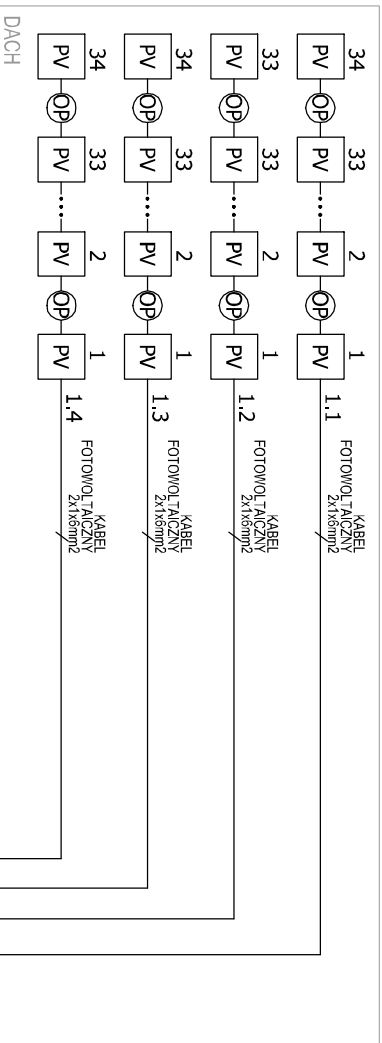 34 33 2 1
PV OP PV ... PV OP PV
1.1
KABEL
FOTOWOLTAICZNY
2x1x6mm2
33 33 2 1
PV OP PV ... PV OP PV
1.2
KABEL
FOTOWOLTAICZNY
2x1x6mm2
34 33 2 1
PV OP PV ... PV OP PV
1.3
KABEL
FOTOWOLTAICZNY
2x1x6mm2
34 33 2 1
PV OP PV ... PV OP PV
1.4
KABEL
FOTOWOLTAICZNY
2x1x6mm2
DACH